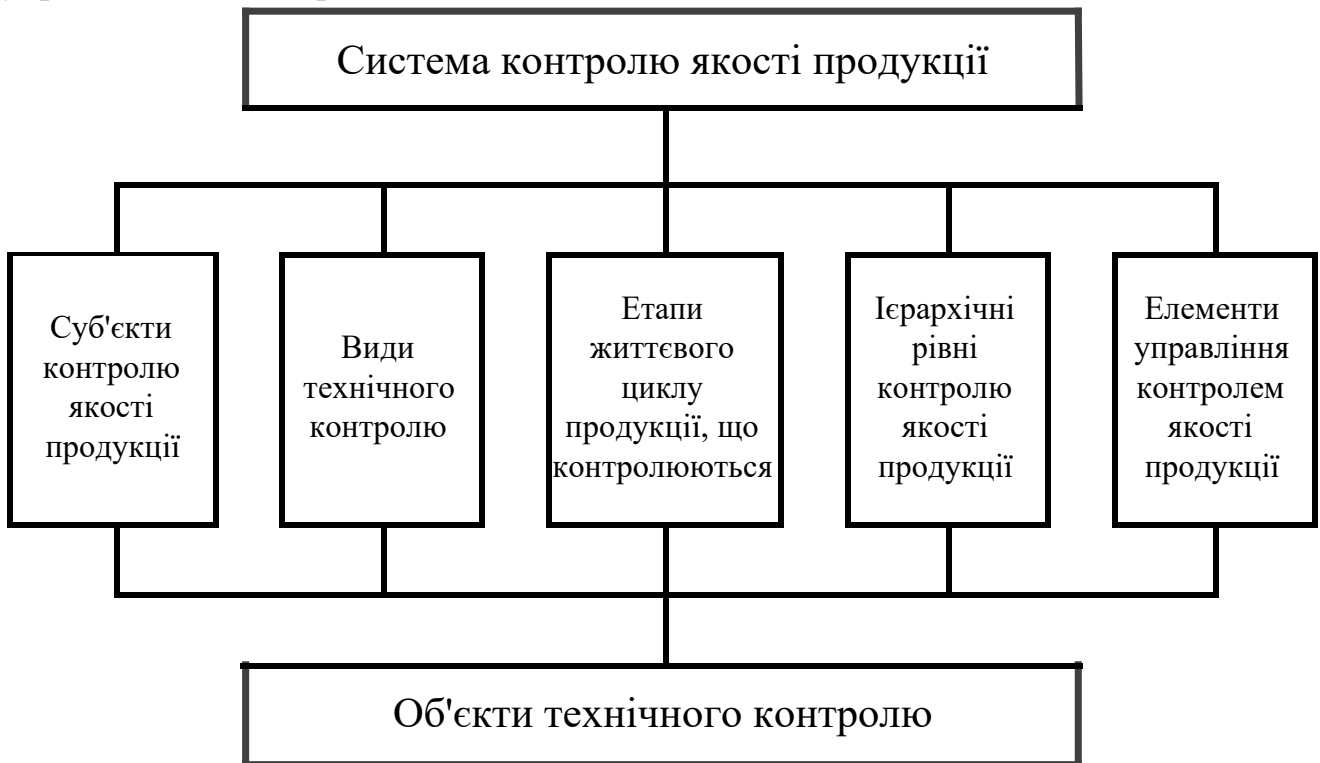 Система контролю якості продукції
Суб'єкти
контролю
якості
продукції
Види
технічного
контролю
Етапи
життєвого
циклу
продукції, що
контролюються
Ієрархічні
рівні
контролю
якості
продукції
Елементи
управління
контролем
якості
продукції
Об'єкти технічного контролю